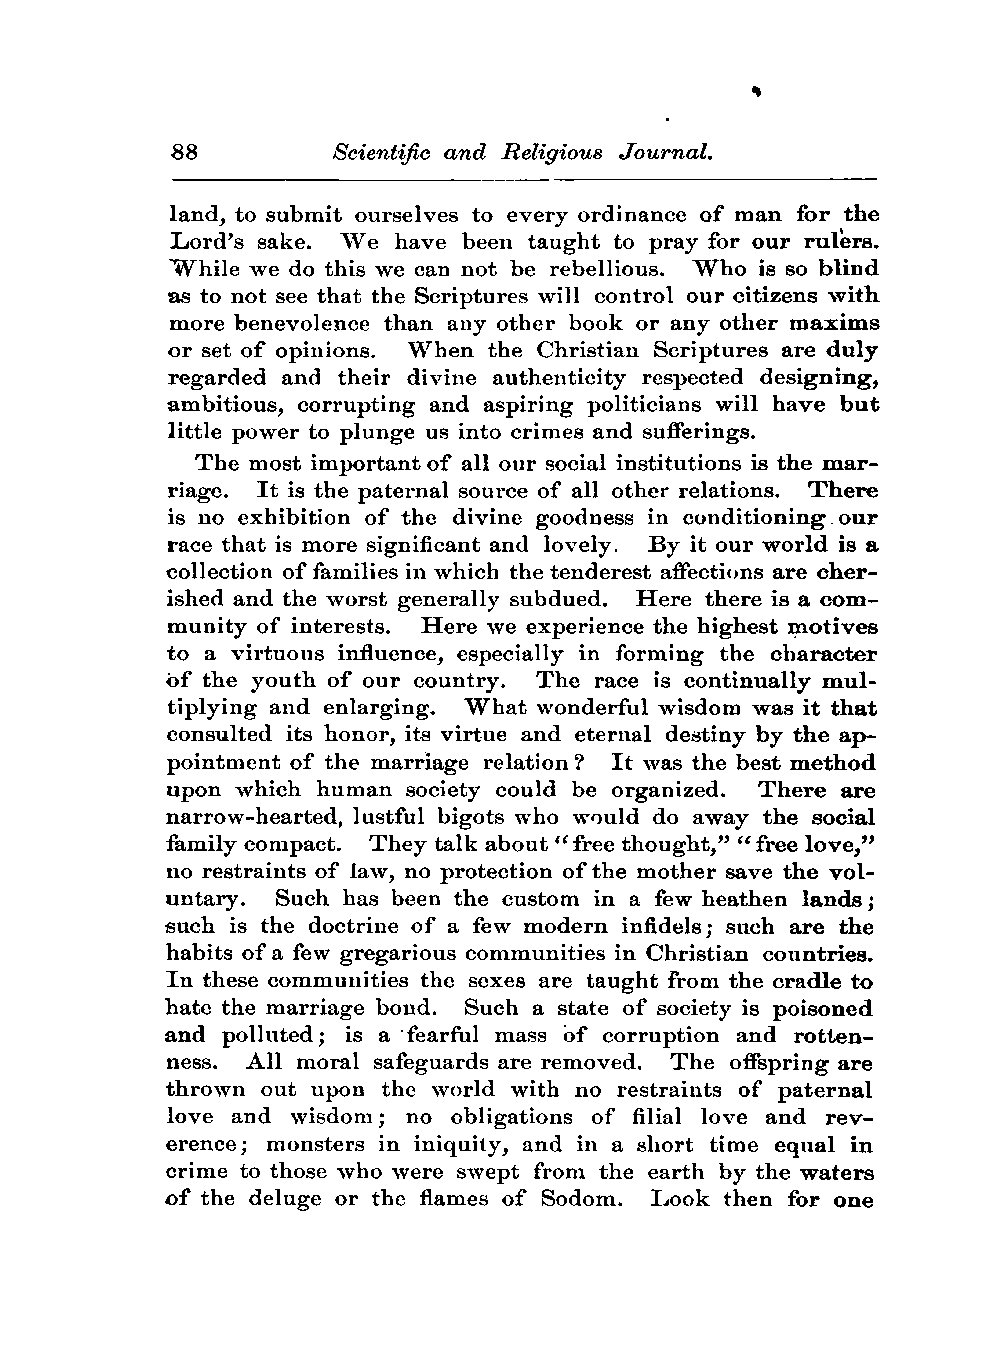 88 Scientific and Religious Journal.
land, to submit ourselves to every ordinance of man for the
Lord's sake. We have been taught to pray for our rulers.
While we do this we can not be rebellious. Who is so blind
as to not see that the Scriptures will control our citizens with
more benevolence than any other book or any other maxims
or set of opinions. When the Christian Scriptures are duly
regarded and their divine authenticity respected designing,
ambitious, corrupting and aspiring politicians will have but
little power to plunge us into crimes and sufferings.
The most important of all our social institutions is the mar-
riage. It is the paternal source of all other relations. There
is no exhibition of the divine goodness in conditioning our
race that is more significant and lovely. By it our world is a
collection of families in which the tenderest affections are cher-
ished and the worst generally subdued. Here there is a com-
munity of interests. Here we experience the highest motives
to a virtuous influence, especially in forming the character
of the youth of our country. The race is continually mul-
tiplying and enlarging. What wonderful wisdom was it that
consulted its honor, its virtue and eternal destiny by the ap-
pointment of the marriage relation? It was the best method
upon which human society could be organized. There are
narrow-hearted, lustful bigots who would do away the social
family compact. They talk about "free thought," "free love,"
no restraints of law, no protection of the mother save the vol-
untary. Such has been the custom in a few heathen lands;
such is the doctrine of a few modern infidels; such are the
habits of a few gregarious communities in Christian countries.
In these communities the sexes are taught from the cradle to
hate the marriage bond. Such a state of society is poisoned
and polluted; is a fearful mass of corruption and rotten-
ness. All moral safeguards are removed. The offspring are
thrown out upon the world with no restraints of paternal
love and wisdom; no obligations of filial love and rev-
erence; monsters in iniquity, and in a short time equal in
crime to those who were swept from the earth by the waters
of the deluge or the flames of Sodom. Look then for one